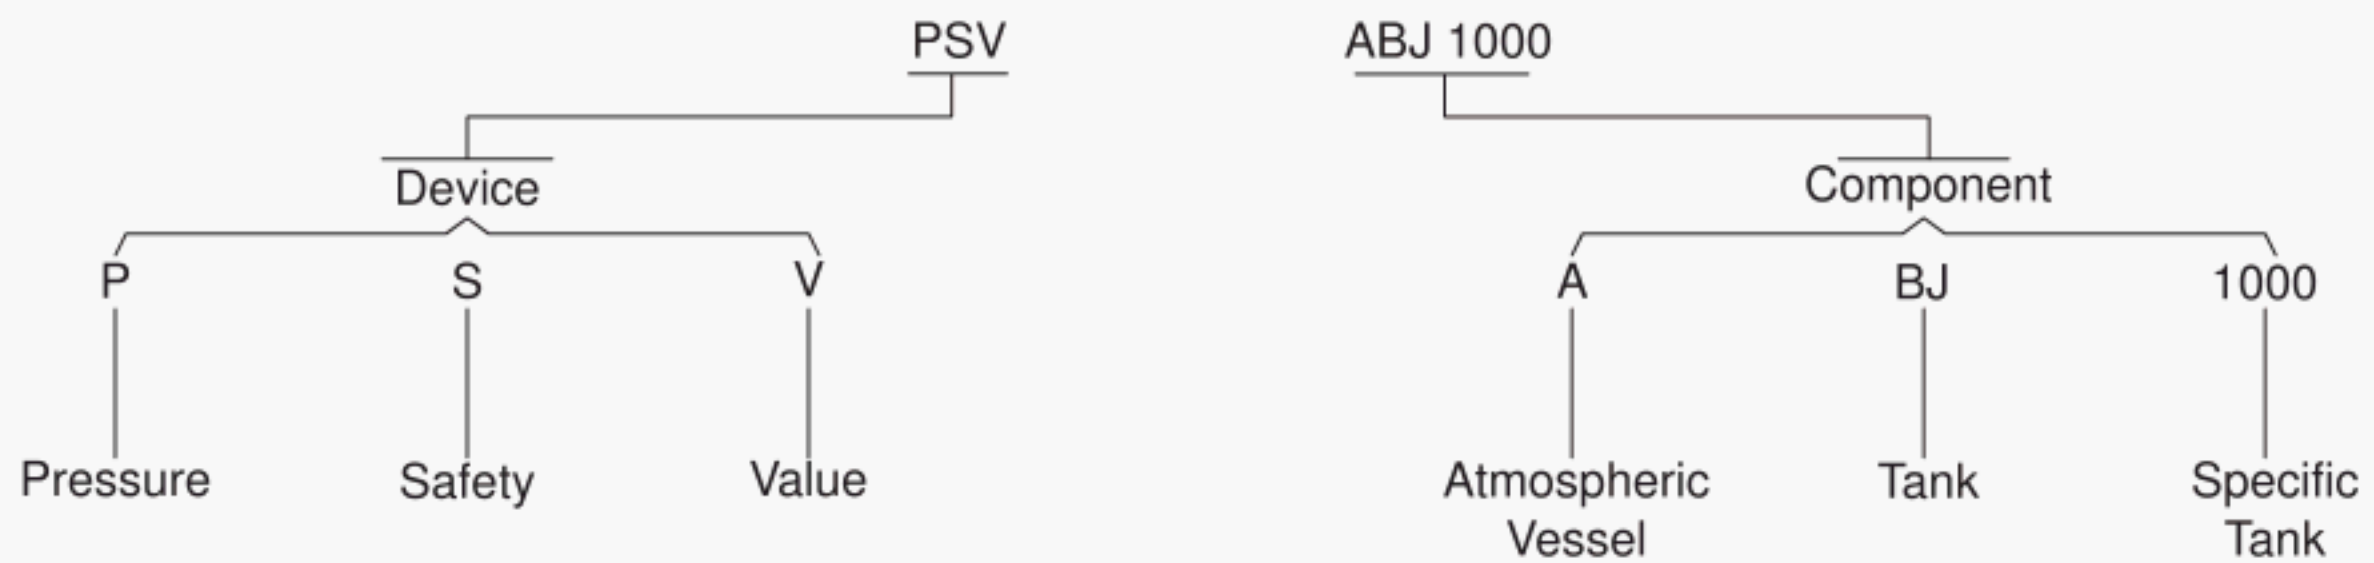 PSV ABJ 1000
Device Component
P S V A BJ 1000
Pressure Safety Value Atmospheric Vessel Tank Specific Tank